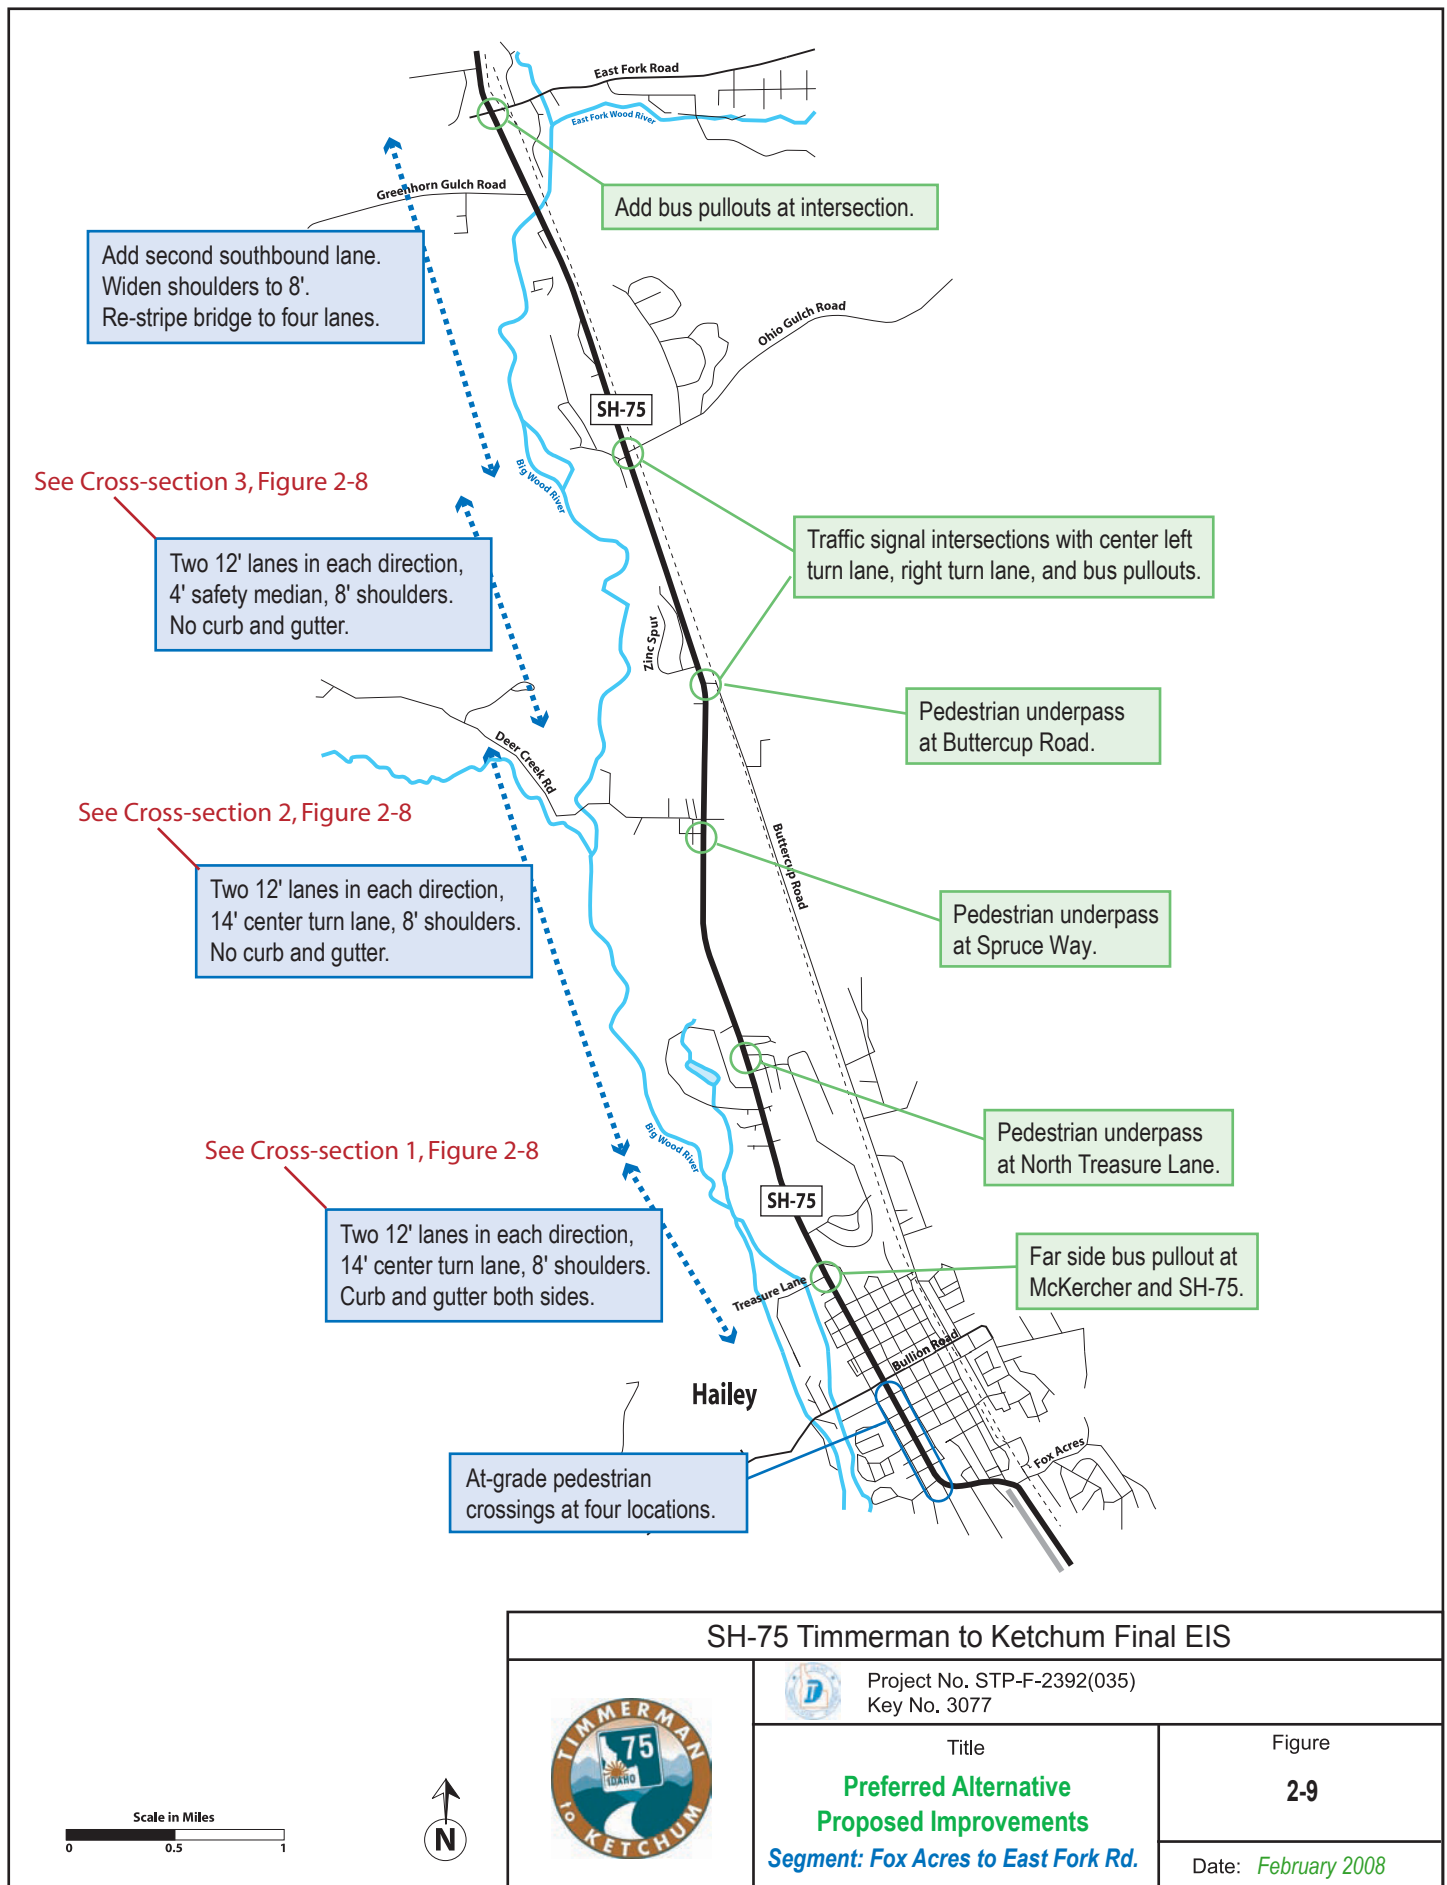 East Fork Road
East Fork Wood River
Greenhorn Gulch Road
Add bus pullouts at intersection.
Add second southbound lane.
Widen shoulders to 8'.
Re-stripe bridge to four lanes.
Ohio Gulch Road
SH-75
See Cross-section 3, Figure 2-8
Big Wood River
Two 12' lanes in each direction,
4' safety median, 8' shoulders.
No curb and gutter.
Traffic signal intersections with center left
turn lane, right turn lane, and bus pullouts.
Zinc Spur
Pedestrian underpass
at Buttercup Road.
Deer Creek Rd
See Cross-section 2, Figure 2-8
Buttercup Road
Two 12' lanes in each direction,
14' center turn lane, 8' shoulders.
No curb and gutter.
Pedestrian underpass
at Spruce Way.
See Cross-section 1, Figure 2-8
Big Wood River
Pedestrian underpass
at North Treasure Lane.
SH-75
Two 12' lanes in each direction,
14' center turn lane, 8' shoulders.
Curb and gutter both sides.
Far side bus pullout at
McKercher and SH-75.
Treasure Lane
Bullion Road
Hailey
Fox Acres
At-grade pedestrian
crossings at four locations.
SH-75 Timmerman to Ketchum Final EIS
Project No. STP-F-2392(035)
Key No. 3077
TIMMERMAN
75
IDAHO
to KETCHUM
Title
Preferred Alternative
Proposed Improvements
Segment: Fox Acres to East Fork Rd.
Figure
2-9
Date: February 2008
Scale in Miles
0 0.5 1
N